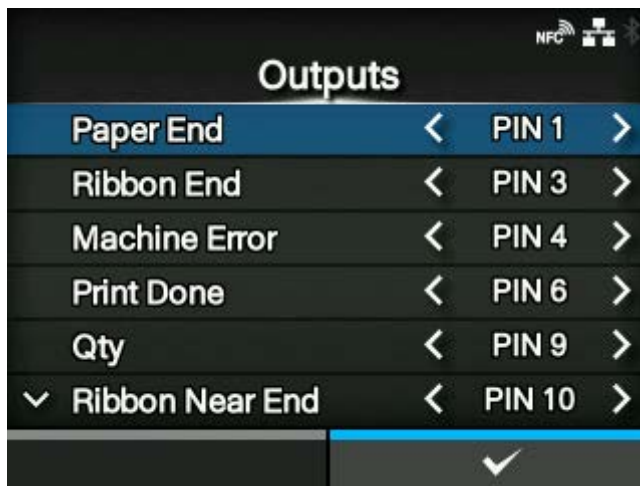 NFC
Outputs
Paper End < PIN 1 >
Ribbon End < PIN 3 >
Machine Error < PIN 4 >
Print Done < PIN 6 >
Qty < PIN 9 >
Ribbon Near End < PIN 10 >